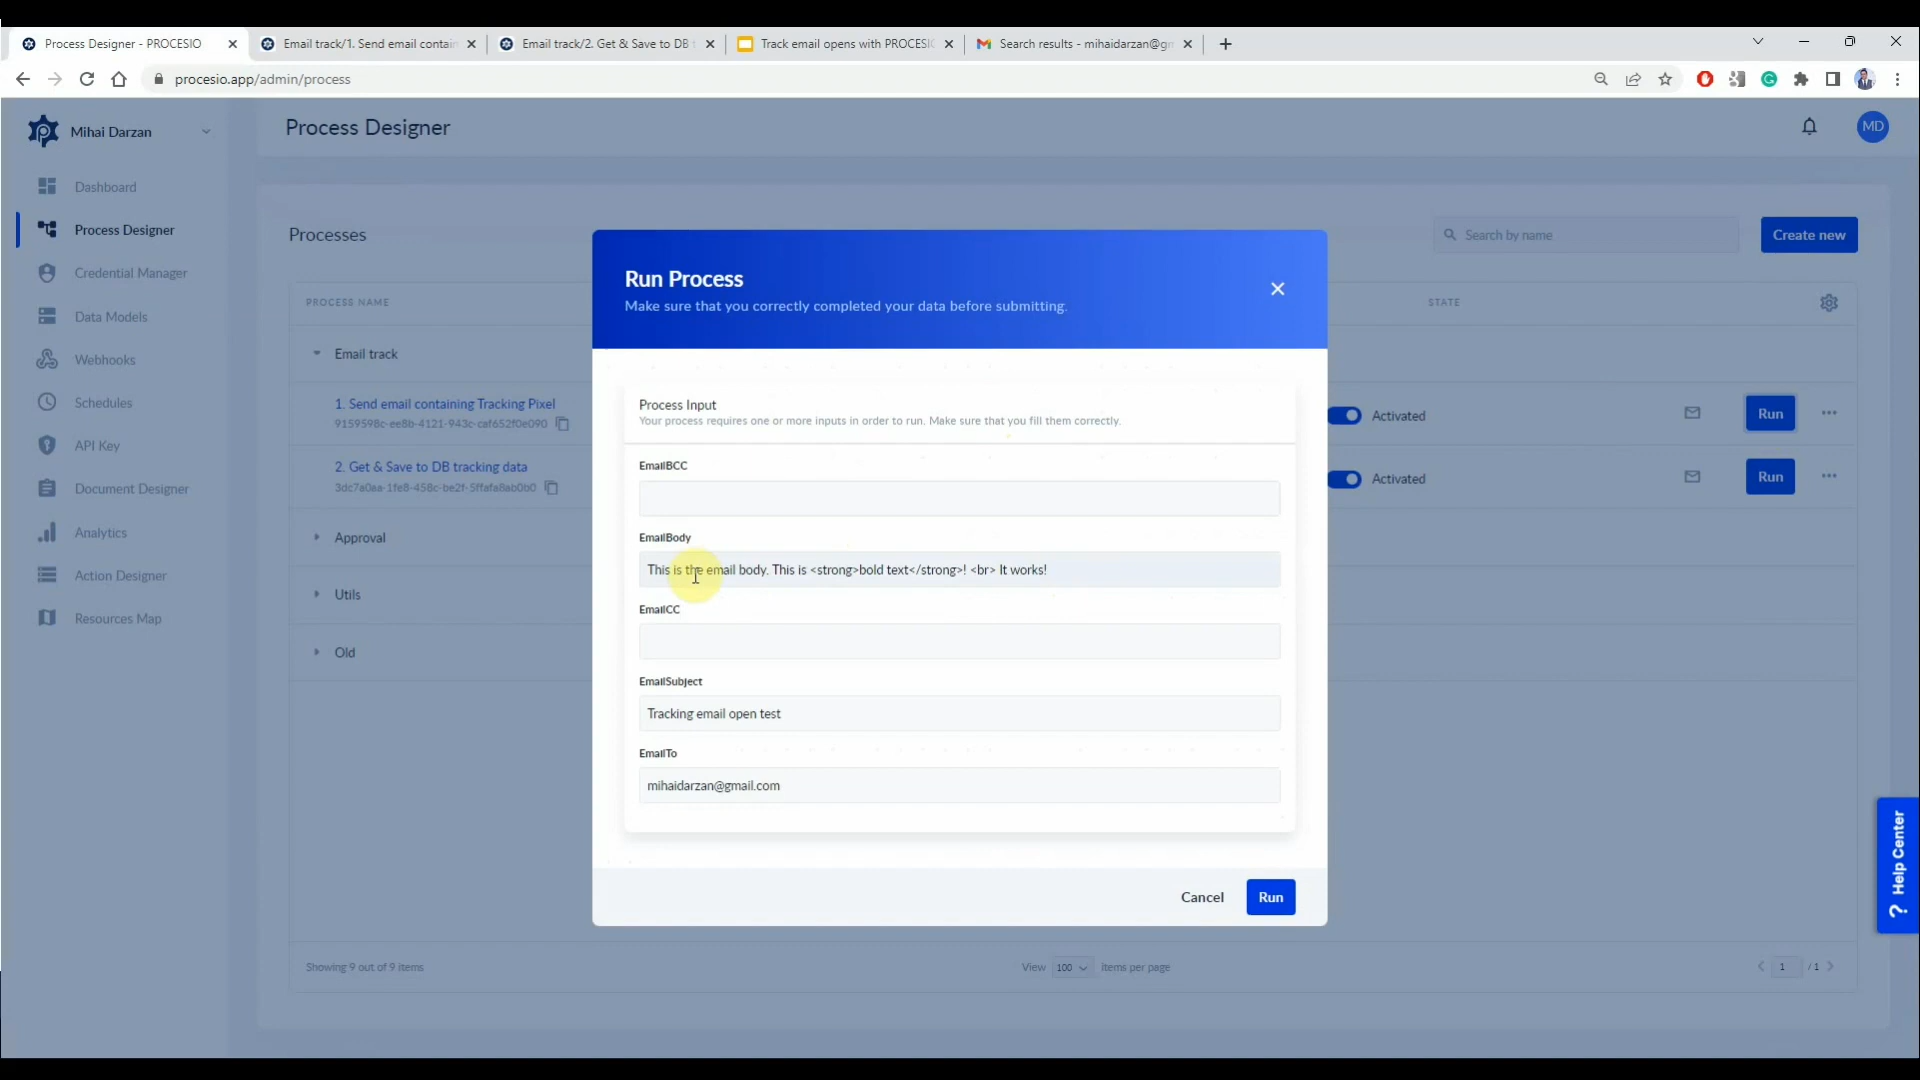 Process Designer - PROCESIO
Email track/1. Send email contain
Email track/2. Get & Save to DB t
Track email opens with PROCESIO
Search results - mihaidarzan@gm
procesio.app/admin/process
Mihai Darzan
Process Designer
MD
Dashboard
Process Designer
Credential Manager
Data Models
Webhooks
Schedules
API Key
Document Designer
Analytics
Action Designer
Resources Map
Processes
Search by name
Create new
PROCESS NAME
STATE
Email track
1. Send email containing Tracking Pixel
9159598c-ee8b-4121-943c-caf652f0e090
Activated
Run
2. Get & Save to DB tracking data
3dc7a0aa-1fe8-458c-be2f-5ffafa8ab0b0
Activated
Run
Approval
Utils
Old
Run Process
Make sure that you correctly completed your data before submitting.
Process Input
Your process requires one or more inputs in order to run. Make sure that you fill them correctly.
EmailBCC
EmailBody
This is the email body. This is <strong>bold text</strong>! <br> It works!
EmailCC
EmailSubject
Tracking email open test
EmailTo
mihaidarzan@gmail.com
Cancel
Run
? Help Center
Showing 9 out of 9 items
View 100 items per page
1 / 1